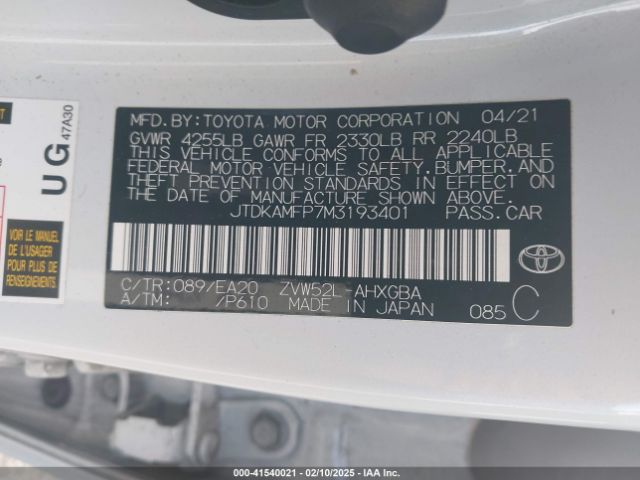 MFD.BY:TOYOTA MOTOR CORPORATION 04/21
GVWR 4255LB GAWR FR 2330LB RR 2240LB
THIS VEHICLE CONFORMS TO ALL APPLICABLE
FEDERAL MOTOR VEHICLE SAFETY,BUMPER,AND
THEFT PREVENTION STANDARDS IN EFFECT ON
THE DATE OF MANUFACTURE SHOWN ABOVE.
JTDKAMFP7M3193401 PASS.CAR
C/TR:089/EA20 ZVW52L-AHXGBA
A/TM: /P610 MADE IN JAPAN 085 C
TOYOTA
UG 47A30
VOIR LE MANUEL
DE L'USAGER
POUR PLUS DE
RENSEIGNEMENTS
000-41540021 - 02/10/2025 - IAA, Inc.